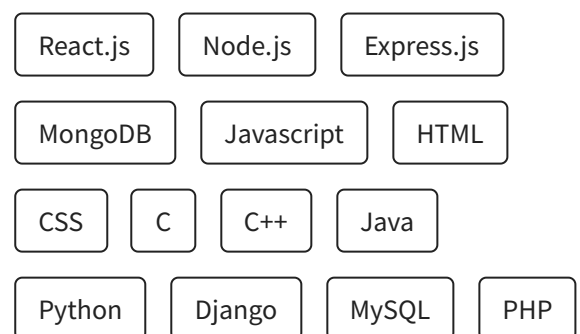 React.js Node.js Express.js
MongoDB Javascript HTML
CSS C C++ Java
Python Django MySQL PHP